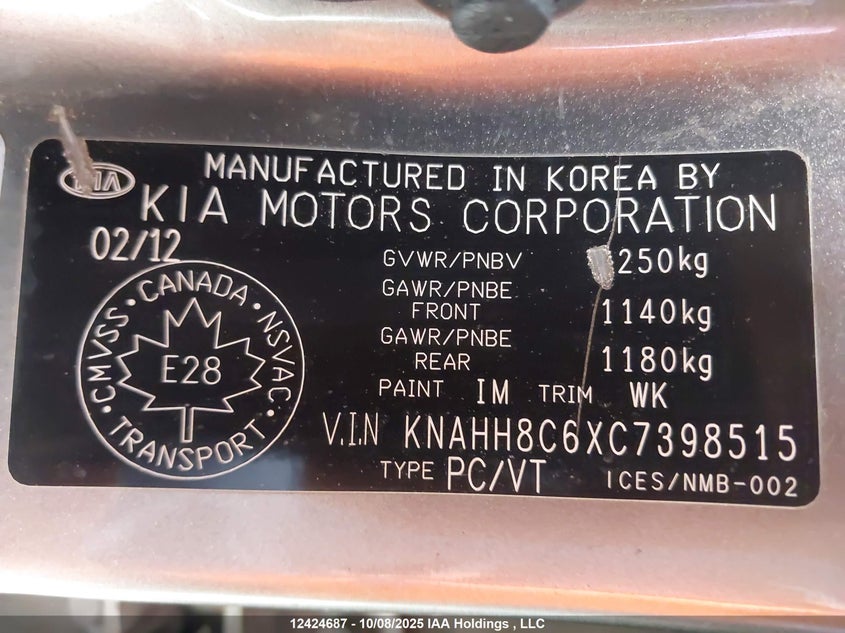 KIA
MANUFACTURED IN KOREA BY
KIA MOTORS CORPORATION
02/12
GVWR/PNBV 250kg
GAWR/PNBE
FRONT 1140kg
GAWR/PNBE
REAR 1180kg
PAINT IM TRIM WK
V.I.N KNAHH8C6XC7398515
TYPE PC/VT ICES/NMB-002
CMVSS • CANADA • NSVAC • TRANSPORT •
E28
12424687 - 10/08/2025 IAA Holdings , LLC